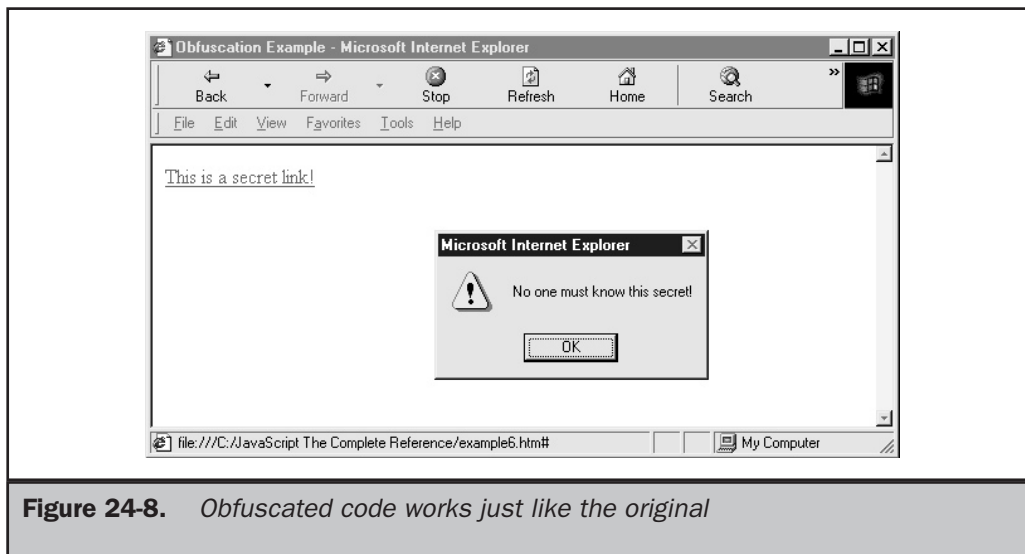 Obfuscation Example - Microsoft Internet Explorer
Back Forward Stop Refresh Home Search »
File Edit View Favorites Tools Help
This is a secret link!
Microsoft Internet Explorer
No one must know this secret!
OK
file:///C:/JavaScript The Complete Reference/example6.htm# My Computer
Figure 24-8. Obfuscated code works just like the original